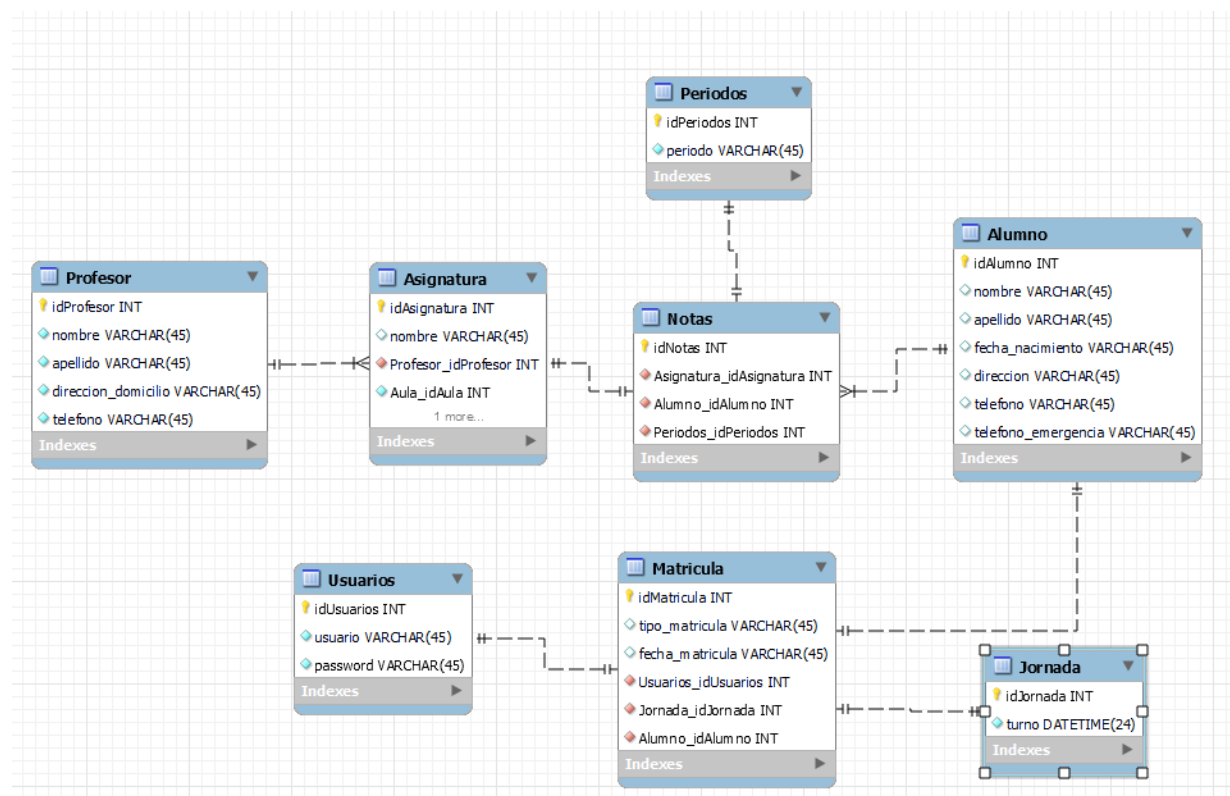 Periodos
idPeriodos INT
periodo VARCHAR(45)
Indexes
Profesor
idProfesor INT
nombre VARCHAR(45)
apellido VARCHAR(45)
direccion_domicilio VARCHAR(45)
telefono VARCHAR(45)
Indexes
Asignatura
idAsignatura INT
nombre VARCHAR(45)
Profesor_idProfesor INT
Aula_idAula INT
1 more...
Indexes
Notas
idNotas INT
Asignatura_idAsignatura INT
Alumno_idAlumno INT
Periodos_idPeriodos INT
Indexes
Alumno
idAlumno INT
nombre VARCHAR(45)
apellido VARCHAR(45)
fecha_nacimiento VARCHAR(45)
direccion VARCHAR(45)
telefono VARCHAR(45)
telefono_emergencia VARCHAR(45)
Indexes
Usuarios
idUsuarios INT
usuario VARCHAR(45)
password VARCHAR(45)
Indexes
Matricula
idMatricula INT
tipo_matricula VARCHAR(45)
fecha_matricula VARCHAR(45)
Usuarios_idUsuarios INT
Jornada_idJornada INT
Alumno_idAlumno INT
Indexes
Jornada
idJornada INT
turno DATETIME(24)
Indexes